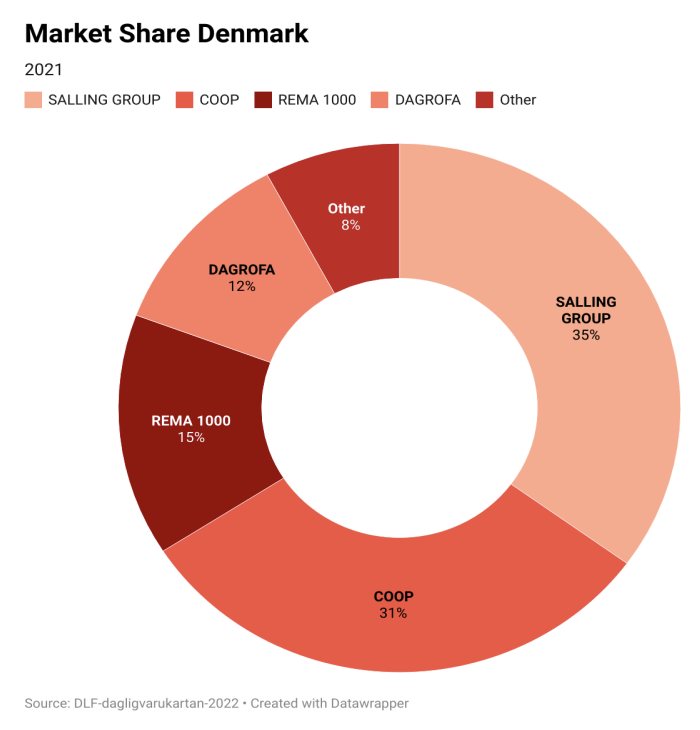 Market Share Denmark
2021
SALLING GROUP COOP REMA 1000 DAGROFA Other
Other
8%
DAGROFA
12%
SALLING
GROUP
35%
REMA 1000
15%
COOP
31%
Source: DLF-dagligvarukartan-2022 • Created with Datawrapper